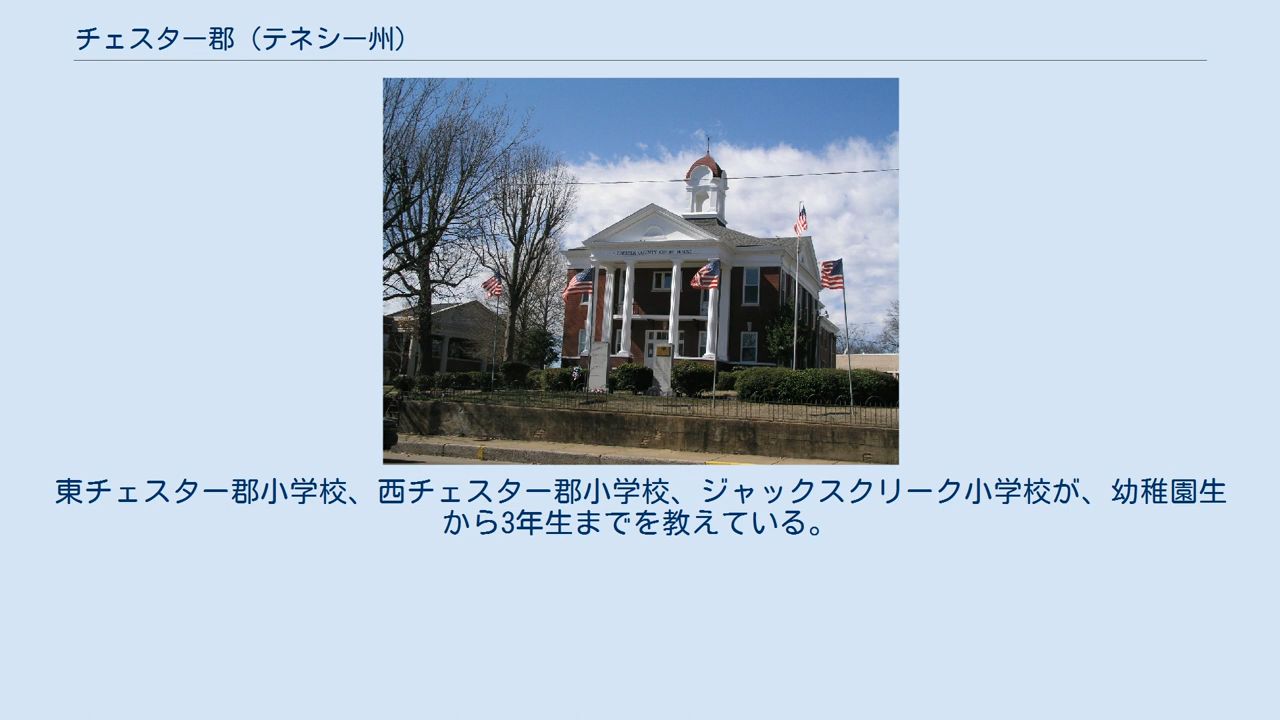 チェスター郡（テネシー州）
東チェスター郡小学校、西チェスター郡小学校、ジャックスクリーク小学校が、幼稚園生
から3年生までを教えている。